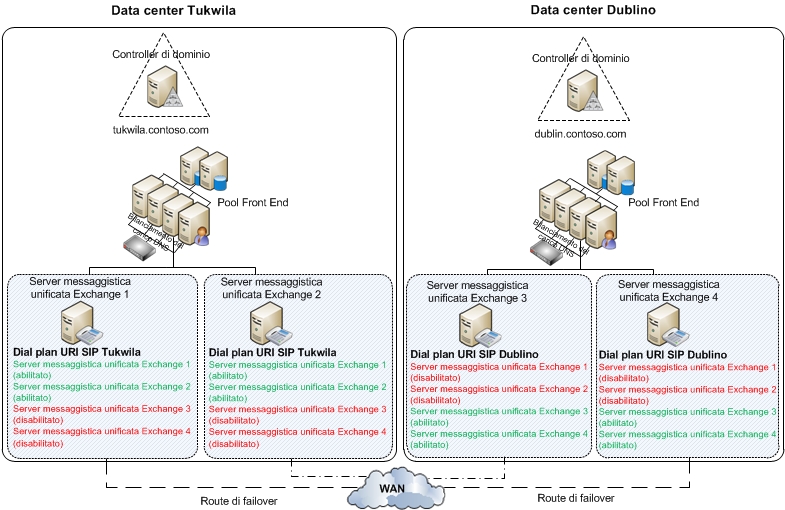 Data center Tukwila
Controller di dominio
tukwila.contoso.com
Pool Front End
Bilanciamento del
carico DNS
Server messaggistica
unificata Exchange 1
Dial plan URI SIP Tukwila
Server messaggistica unificata Exchange 1
(abilitato)
Server messaggistica unificata Exchange 2
(abilitato)
Server messaggistica unificata Exchange 3
(disabilitato)
Server messaggistica unificata Exchange 4
(disabilitato)
Server messaggistica
unificata Exchange 2
Dial plan URI SIP Tukwila
Server messaggistica unificata Exchange 1
(abilitato)
Server messaggistica unificata Exchange 2
(abilitato)
Server messaggistica unificata Exchange 3
(disabilitato)
Server messaggistica unificata Exchange 4
(disabilitato)
Data center Dublino
Controller di dominio
dublin.contoso.com
Pool Front End
Bilanciamento del
carico DNS
Server messaggistica
unificata Exchange 3
Dial plan URI SIP Dublino
Server messaggistica unificata Exchange 1
(disabilitato)
Server messaggistica unificata Exchange 2
(disabilitato)
Server messaggistica unificata Exchange 3
(abilitato)
Server messaggistica unificata Exchange 4
(abilitato)
Server messaggistica
unificata Exchange 4
Dial plan URI SIP Dublino
Server messaggistica unificata Exchange 1
(disabilitato)
Server messaggistica unificata Exchange 2
(disabilitato)
Server messaggistica unificata Exchange 3
(abilitato)
Server messaggistica unificata Exchange 4
(abilitato)
Route di failover
WAN
Route di failover